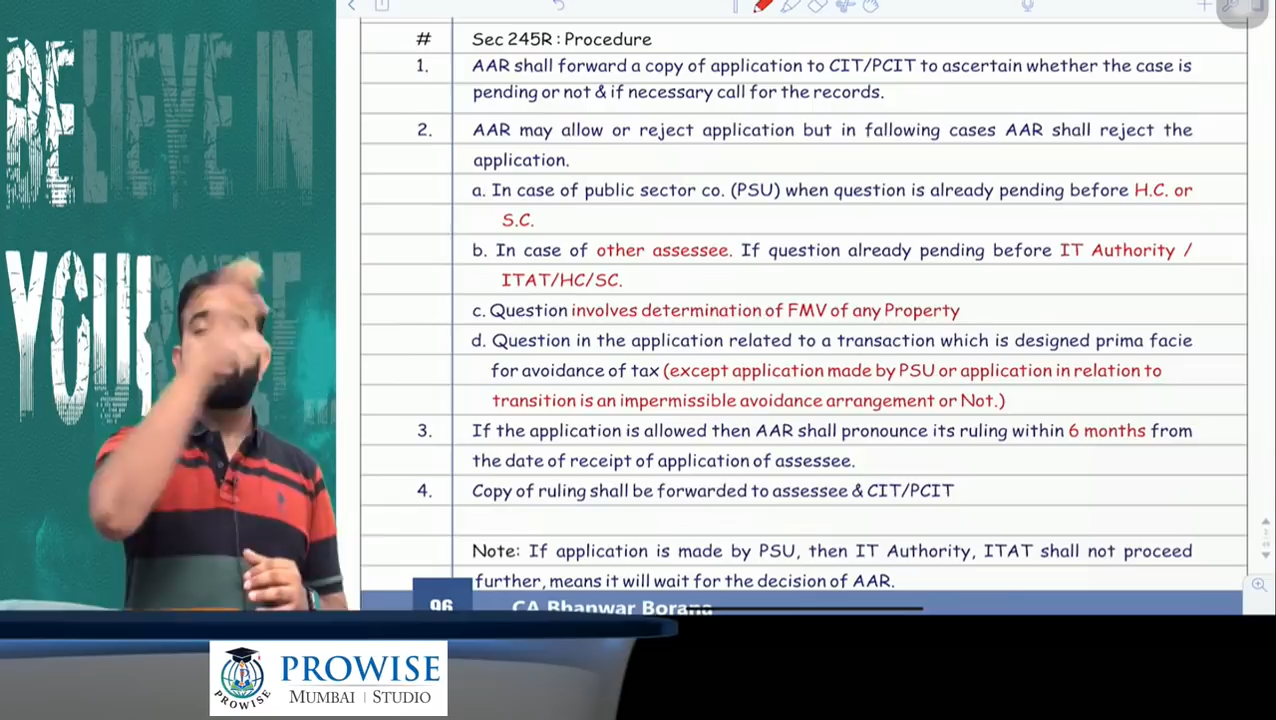 BELIEVE IN
YOURSELF...
# Sec 245R : Procedure
1. AAR shall forward a copy of application to CIT/PCIT to ascertain whether the case is
pending or not & if necessary call for the records.
2. AAR may allow or reject application but in fallowing cases AAR shall reject the
application.
a. In case of public sector co. (PSU) when question is already pending before H.C. or
S.C.
b. In case of other assessee. If question already pending before IT Authority /
ITAT/HC/SC.
c. Question involves determination of FMV of any Property
d. Question in the application related to a transaction which is designed prima facie
for avoidance of tax (except application made by PSU or application in relation to
transition is an impermissible avoidance arrangement or Not.)
3. If the application is allowed then AAR shall pronounce its ruling within 6 months from
the date of receipt of application of assessee.
4. Copy of ruling shall be forwarded to assessee & CIT/PCIT
Note: If application is made by PSU, then IT Authority, ITAT shall not proceed
further, means it will wait for the decision of AAR.
96 CA Bhanwar Borana
PROWISE
PROWISE
MUMBAI | STUDIO